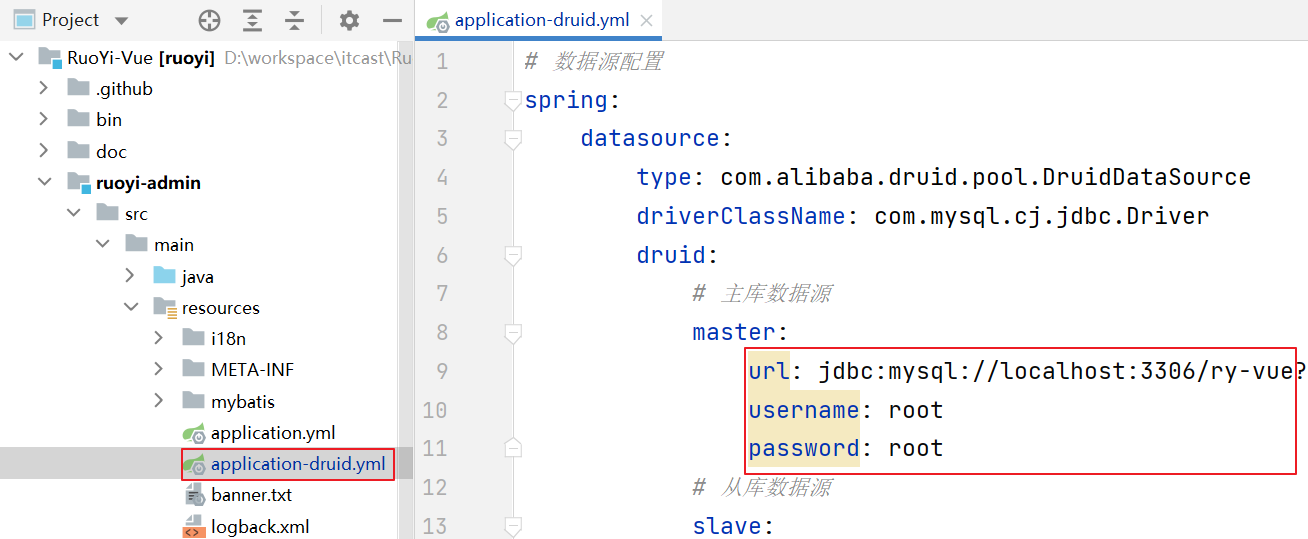 Project
RuoYi-Vue [ruoyi] D:\workspace\itcast\Ru
.github
bin
doc
ruoyi-admin
src
main
java
resources
i18n
META-INF
mybatis
application.yml
application-druid.yml
banner.txt
logback.xml
application-druid.yml
1 # 数据源配置
2 spring:
3 datasource:
4 type: com.alibaba.druid.pool.DruidDataSource
5 driverClassName: com.mysql.cj.jdbc.Driver
6 druid:
7 # 主库数据源
8 master:
9 url: jdbc:mysql://localhost:3306/ry-vue?
10 username: root
11 password: root
12 # 从库数据源
13 slave: